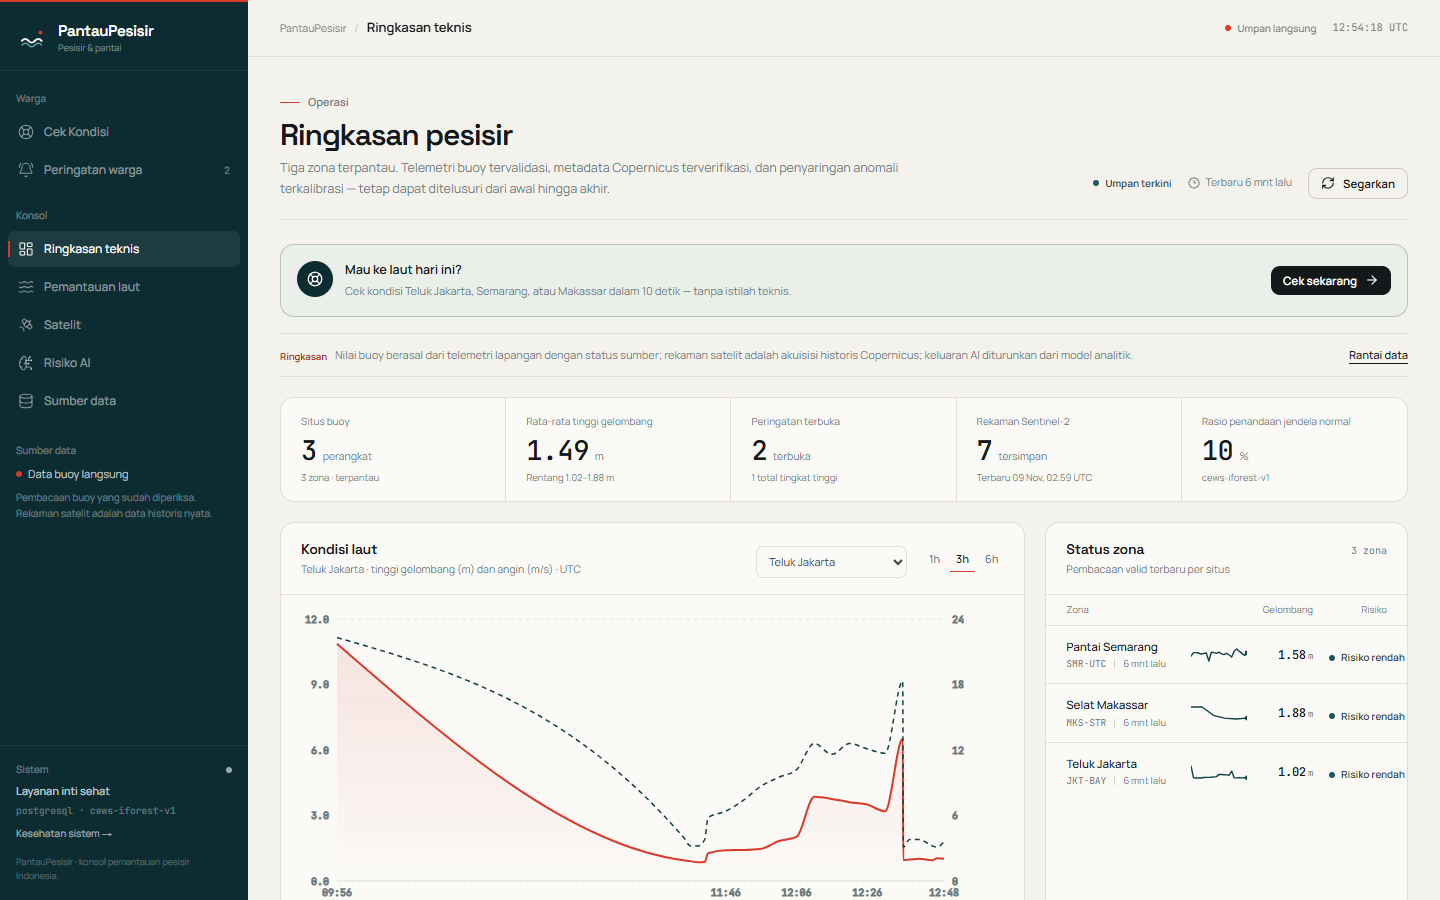 PantauPesisir
Pesisir & pantai
Warga
Cek Kondisi
Peringatan warga 2
Konsol
Ringkasan teknis
Pemantauan laut
Satelit
Risiko AI
Sumber data
Sumber data
Data buoy langsung
Pembacaan buoy yang sudah diperiksa.
Rekaman satelit adalah data historis nyata.
Sistem
Layanan inti sehat
postgresql · cews-iforest-v1
Kesehatan sistem →
PantauPesisir · konsol pemantauan pesisir
Indonesia.
PantauPesisir / Ringkasan teknis
Umpan langsung 12:54:18 UTC
Operasi
Ringkasan pesisir
Tiga zona terpantau. Telemetri buoy tervalidasi, metadata Copernicus terverifikasi, dan penyaringan anomali
terkalibrasi — tetap dapat ditelusuri dari awal hingga akhir.
Umpan terkini Terbaru 6 mnt lalu Segarkan
Mau ke laut hari ini?
Cek kondisi Teluk Jakarta, Semarang, atau Makassar dalam 10 detik — tanpa istilah teknis.
Cek sekarang →
Ringkasan Nilai buoy berasal dari telemetri lapangan dengan status sumber; rekaman satelit adalah akuisisi historis Copernicus; keluaran AI diturunkan dari model analitik. Rantai data
Situs buoy
3 perangkat
3 zona · terpantau
Rata-rata tinggi gelombang
1.49 m
Rentang 1.02–1.88 m
Peringatan terbuka
2 terbuka
1 total tingkat tinggi
Rekaman Sentinel-2
7 tersimpan
Terbaru 09 Nov, 02.59 UTC
Rasio penandaan jendela normal
10 %
cews-iforest-v1
Kondisi laut
Teluk Jakarta · tinggi gelombang (m) dan angin (m/s) · UTC
Teluk Jakarta 1h 3h 6h
12.0 24
9.0 18
6.0 12
3.0 6
0.0 0
09:56 11:46 12:06 12:26 12:48
Status zona 3 zona
Pembacaan valid terbaru per situs
Zona Gelombang Risiko
Pantai Semarang 1.58 m Risiko rendah
SMR-UTC | 6 mnt lalu
Selat Makassar 1.88 m Risiko rendah
MKS-STR | 6 mnt lalu
Teluk Jakarta 1.02 m Risiko rendah
JKT-BAY | 6 mnt lalu